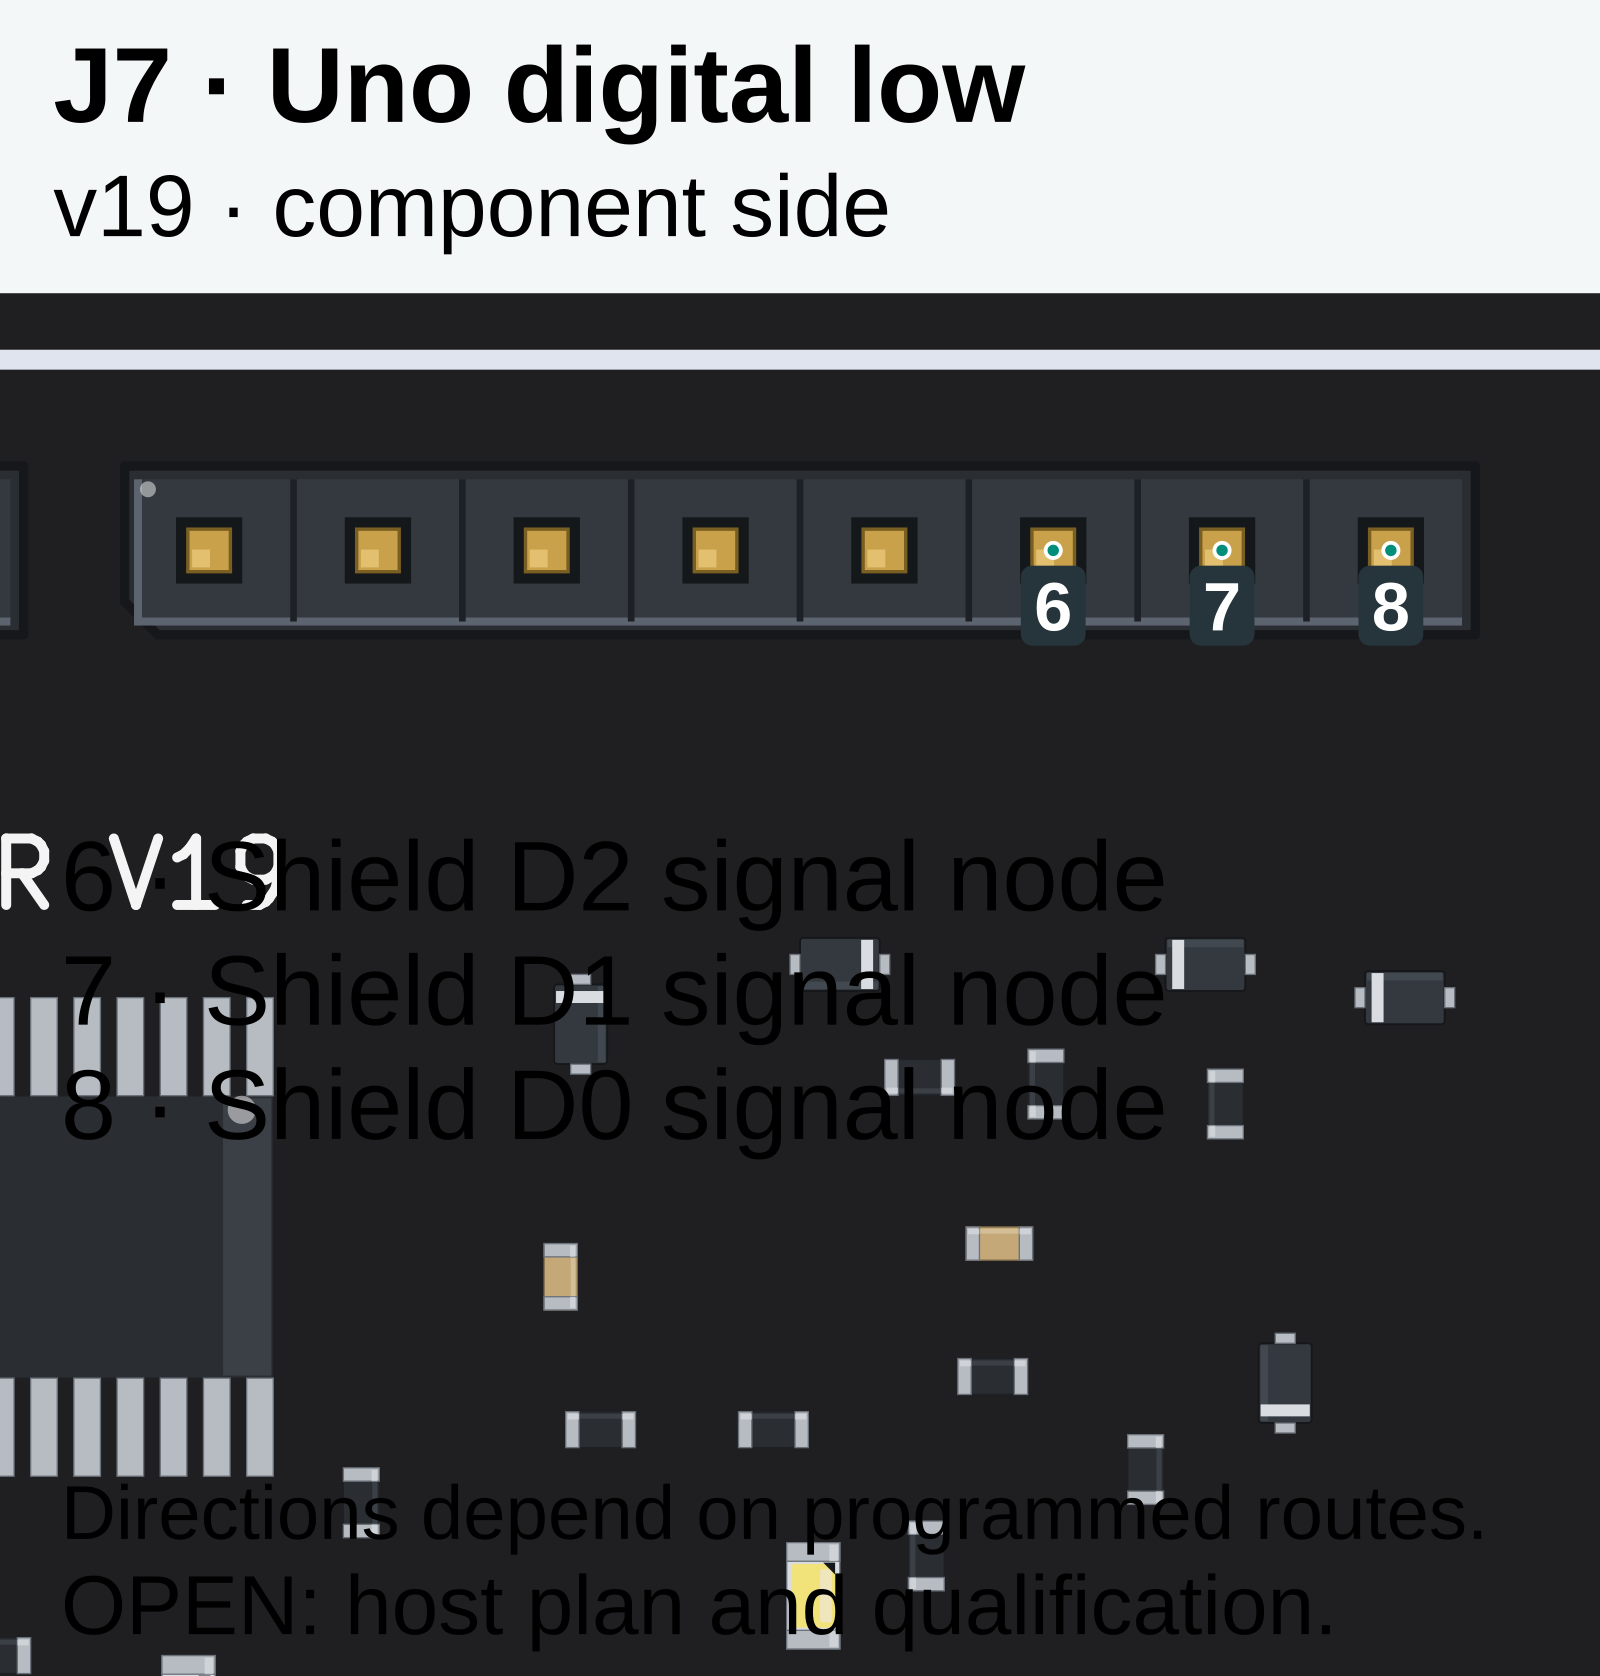 J7 · Uno digital low
v19 · component side
6 7 8
R V19
6 · Shield D2 signal node
7 · Shield D1 signal node
8 · Shield D0 signal node
Directions depend on programmed routes.
OPEN: host plan and qualification.